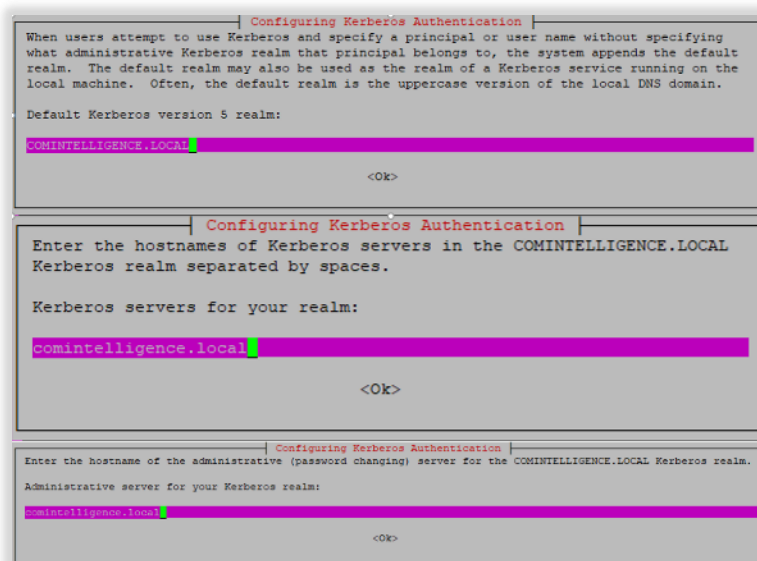 Configuring Kerberos Authentication
When users attempt to use Kerberos and specify a principal or user name without specifying
what administrative Kerberos realm that principal belongs to, the system appends the default
realm. The default realm may also be used as the realm of a Kerberos service running on the
local machine. Often, the default realm is the uppercase version of the local DNS domain.
Default Kerberos version 5 realm:
COMINTELLIGENCE.LOCAL
<Ok>
Configuring Kerberos Authentication
Enter the hostnames of Kerberos servers in the COMINTELLIGENCE.LOCAL
Kerberos realm separated by spaces.
Kerberos servers for your realm:
comintelligence.local
<Ok>
Configuring Kerberos Authentication
Enter the hostname of the administrative (password changing) server for the COMINTELLIGENCE.LOCAL Kerberos realm.
Administrative server for your Kerberos realm:
comintelligence.local
<Ok>